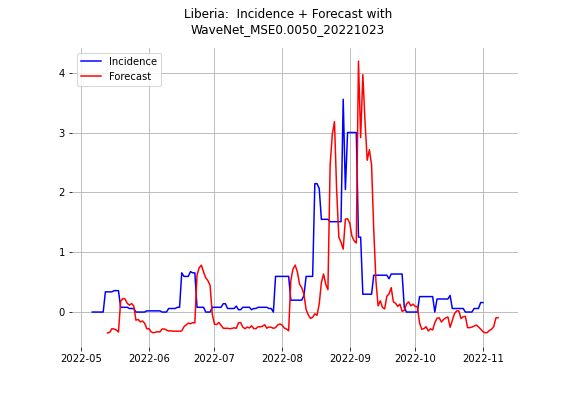 Liberia:  Incidence + Forecast with
WaveNet_MSE0.0050_20221023
Incidence
Forecast
4
3
2
1
0
2022-05 2022-06 2022-07 2022-08 2022-09 2022-10 2022-11